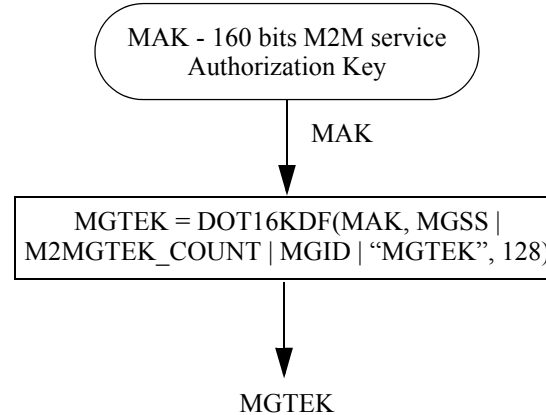 MAK - 160 bits M2M service
Authorization Key
MAK
MGTEK = DOT16KDF(MAK, MGSS |
M2MGTEK_COUNT | MGID | “MGTEK”, 128)
MGTEK